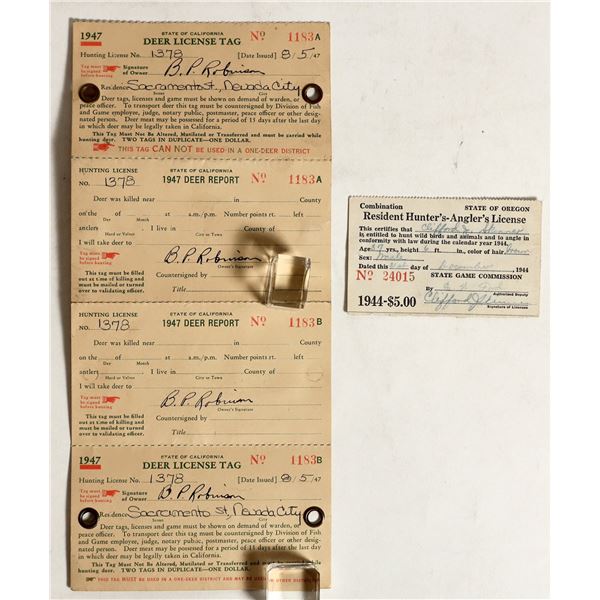 1947 STATE OF CALIFORNIA Nº 1183A
DEER LICENSE TAG
Hunting License No. 1378 [Date Issued] 8/5/47
Tag must be signed before hunting
Signature of Owner B. P. Robinson
Residence Sacramento St., Nevada City
Street City
Deer tags, licenses and game must be shown on demand of warden, or
peace officer. To transport deer this tag must be countersigned by Division of Fish
and Game employe, judge, notary public, postmaster, peace officer or other desig-
nated person. Deer meat may be possessed for a period of 15 days after the last day
in which deer may be legally taken in California.
This Tag Must Not Be Altered, Mutilated or Transferred and must be carried while
hunting deer. TWO TAGS IN DUPLICATE—ONE DOLLAR.
THIS TAG CAN NOT BE USED IN A ONE-DEER DISTRICT
HUNTING LICENSE
NO. 1378 1947 DEER REPORT Nº 1183A
Deer was killed near in County
on the of at a.m./p.m. Number points rt. left
Day Month
antlers I live in County of
Hard or Velvet City or Town
I will take deer to
Tag must be signed before hunting
B. P. Robinson
Owner's Signature
This tag must be filled
out at time of killing and
must be mailed or turned
over to validating officer.
Countersigned by
Title
HUNTING LICENSE
NO. 1378 1947 DEER REPORT Nº 1183B
Deer was killed near in County
on the of at a.m./p.m. Number points rt. left
Day Month
antlers I live in County of
Hard or Velvet City or Town
I will take deer to
Tag must be signed before hunting
B. P. Robinson
Owner's Signature
This tag must be filled
out at time of killing and
must be mailed or turned
over to validating officer.
Countersigned by
Title
1947 STATE OF CALIFORNIA Nº 1183B
DEER LICENSE TAG
Hunting License No. 1378 [Date Issued] 8/5/47
Tag must be signed before hunting
Signature of Owner B. P. Robinson
Residence Sacramento St, Nevada City
Street City
Deer tags, licenses and game must be shown on demand of warden, or
peace officer. To transport deer this tag must be countersigned by Division of Fish
and Game employe, judge, notary public, postmaster, peace officer or other desig-
nated person. Deer meat may be possessed for a period of 15 days after the last day
in which deer may be legally taken in California.
This Tag Must Not Be Altered, Mutilated or Transferred and must be carried while
hunting deer. TWO TAGS IN DUPLICATE—ONE DOLLAR.
THIS TAG MUST BE USED IN A ONE-DEER DISTRICT AND MAY BE USED IN OTHER DISTRICTS
Combination STATE OF OREGON
Resident Hunter's-Angler's License
This certifies that Clifford J.
is entitled to hunt wild birds and animals and to angle in
conformity with law during the calendar year 1944.
Age yrs., height 6 ft. in., color of hair Brown
Sex: Male
Dated this day of December, 1944
Nº 24015 STATE GAME COMMISSION
By
Authorized Deputy
1944-$5.00 Clifford J.
Signature of Licensee